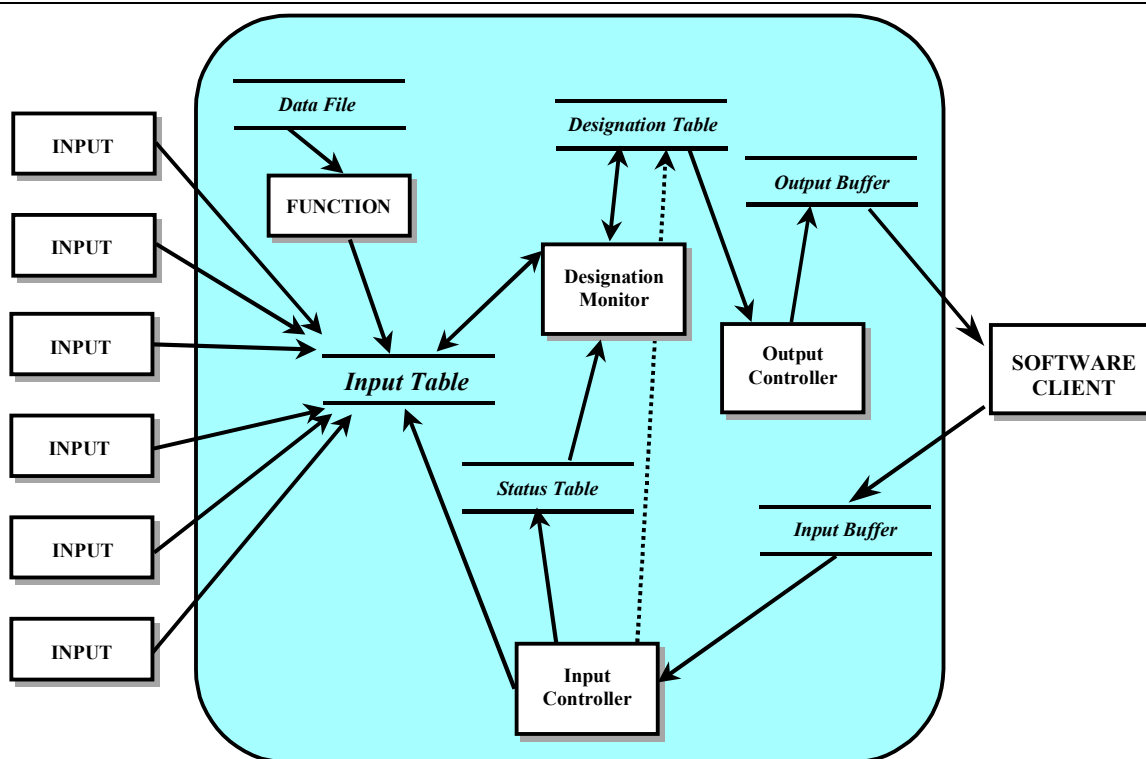 INPUT
INPUT
INPUT
INPUT
INPUT
INPUT
Data File
FUNCTION
Input Table
Designation Table
Designation
Monitor
Status Table
Input
Controller
Output Buffer
Output
Controller
Input Buffer
SOFTWARE
CLIENT